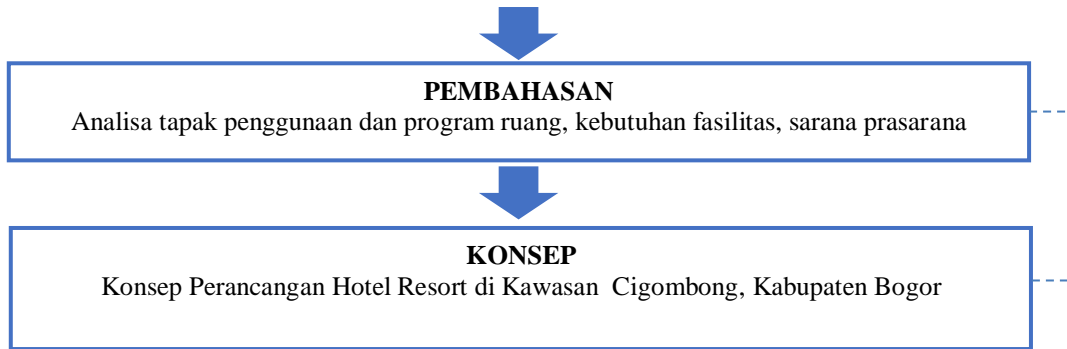 PEMBAHASAN
Analisa tapak penggunaan dan program ruang, kebutuhan fasilitas, sarana prasarana
KONSEP
Konsep Perancangan Hotel Resort di Kawasan Cigombong, Kabupaten Bogor